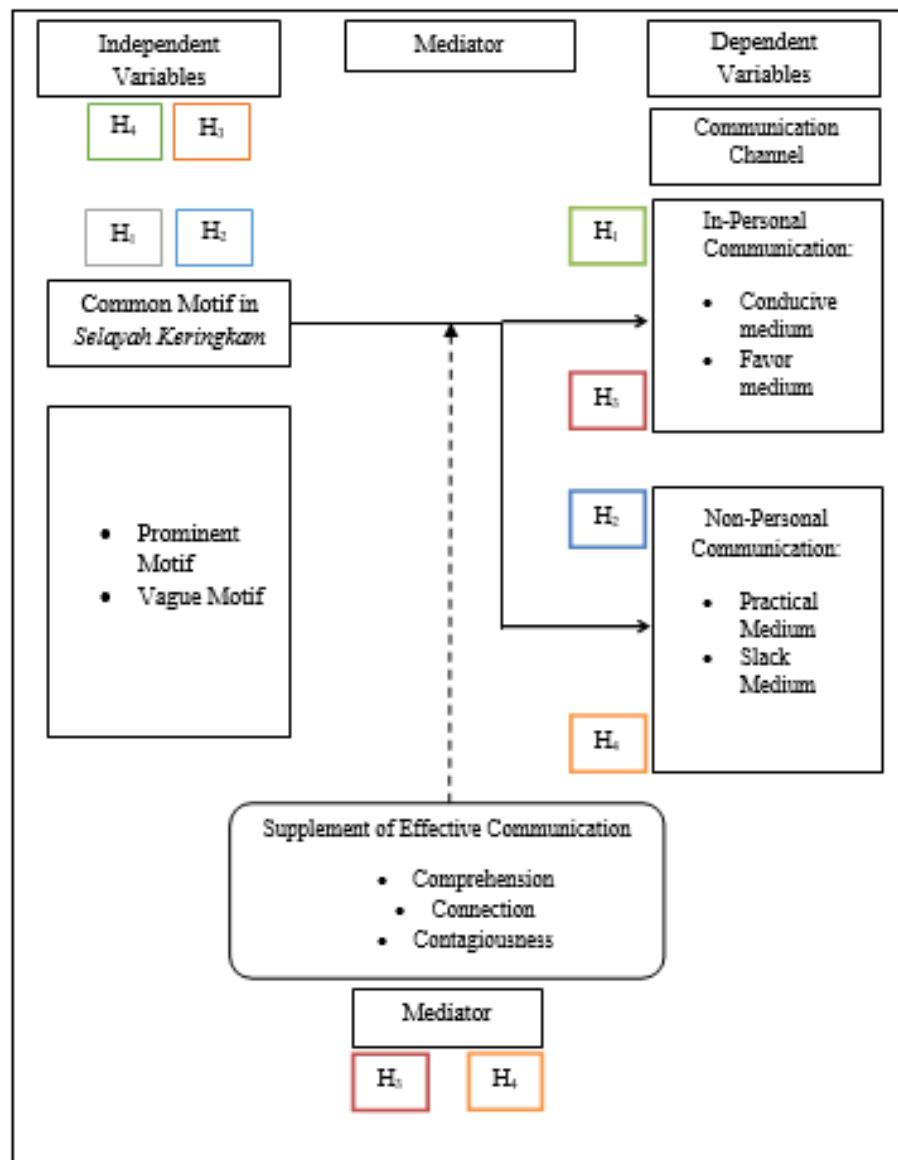 Independent
Variables
Mediator
Dependent
Variables
H₄
H₃
Communication
Channel
H₁
H₂
Common Motif in
Selayah Keringkam
H₁
In-Personal
Communication:
• Conducive
medium
• Favor
medium
H₃
• Prominent
Motif
• Vague Motif
H₂
Non-Personal
Communication:
• Practical
Medium
• Slack
Medium
H₄
Supplement of Effective Communication
• Comprehension
• Connection
• Contagiousness
Mediator
H₃
H₄